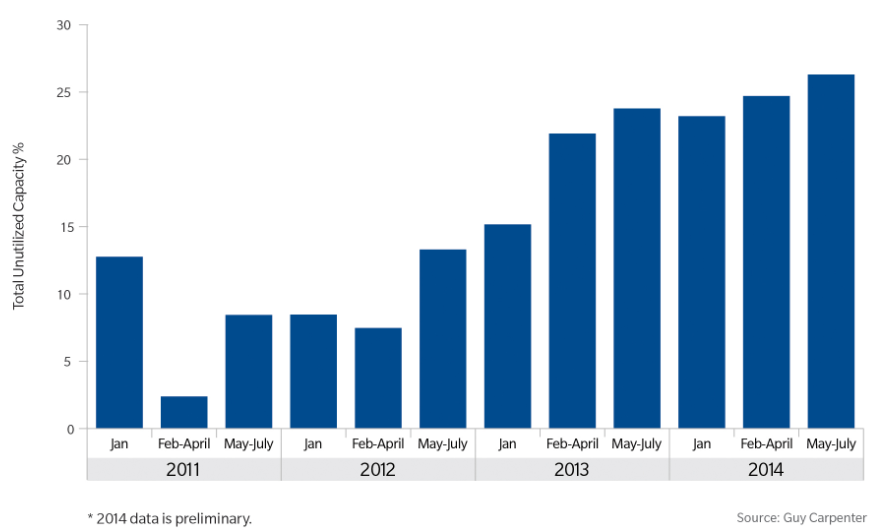 30
25
20
15
10
5
0
Total Unutilized Capacity %
Jan Feb-April May-July Jan Feb-April May-July Jan Feb-April May-July Jan Feb-April May-July
2011 2012 2013 2014
* 2014 data is preliminary.
Source: Guy Carpenter